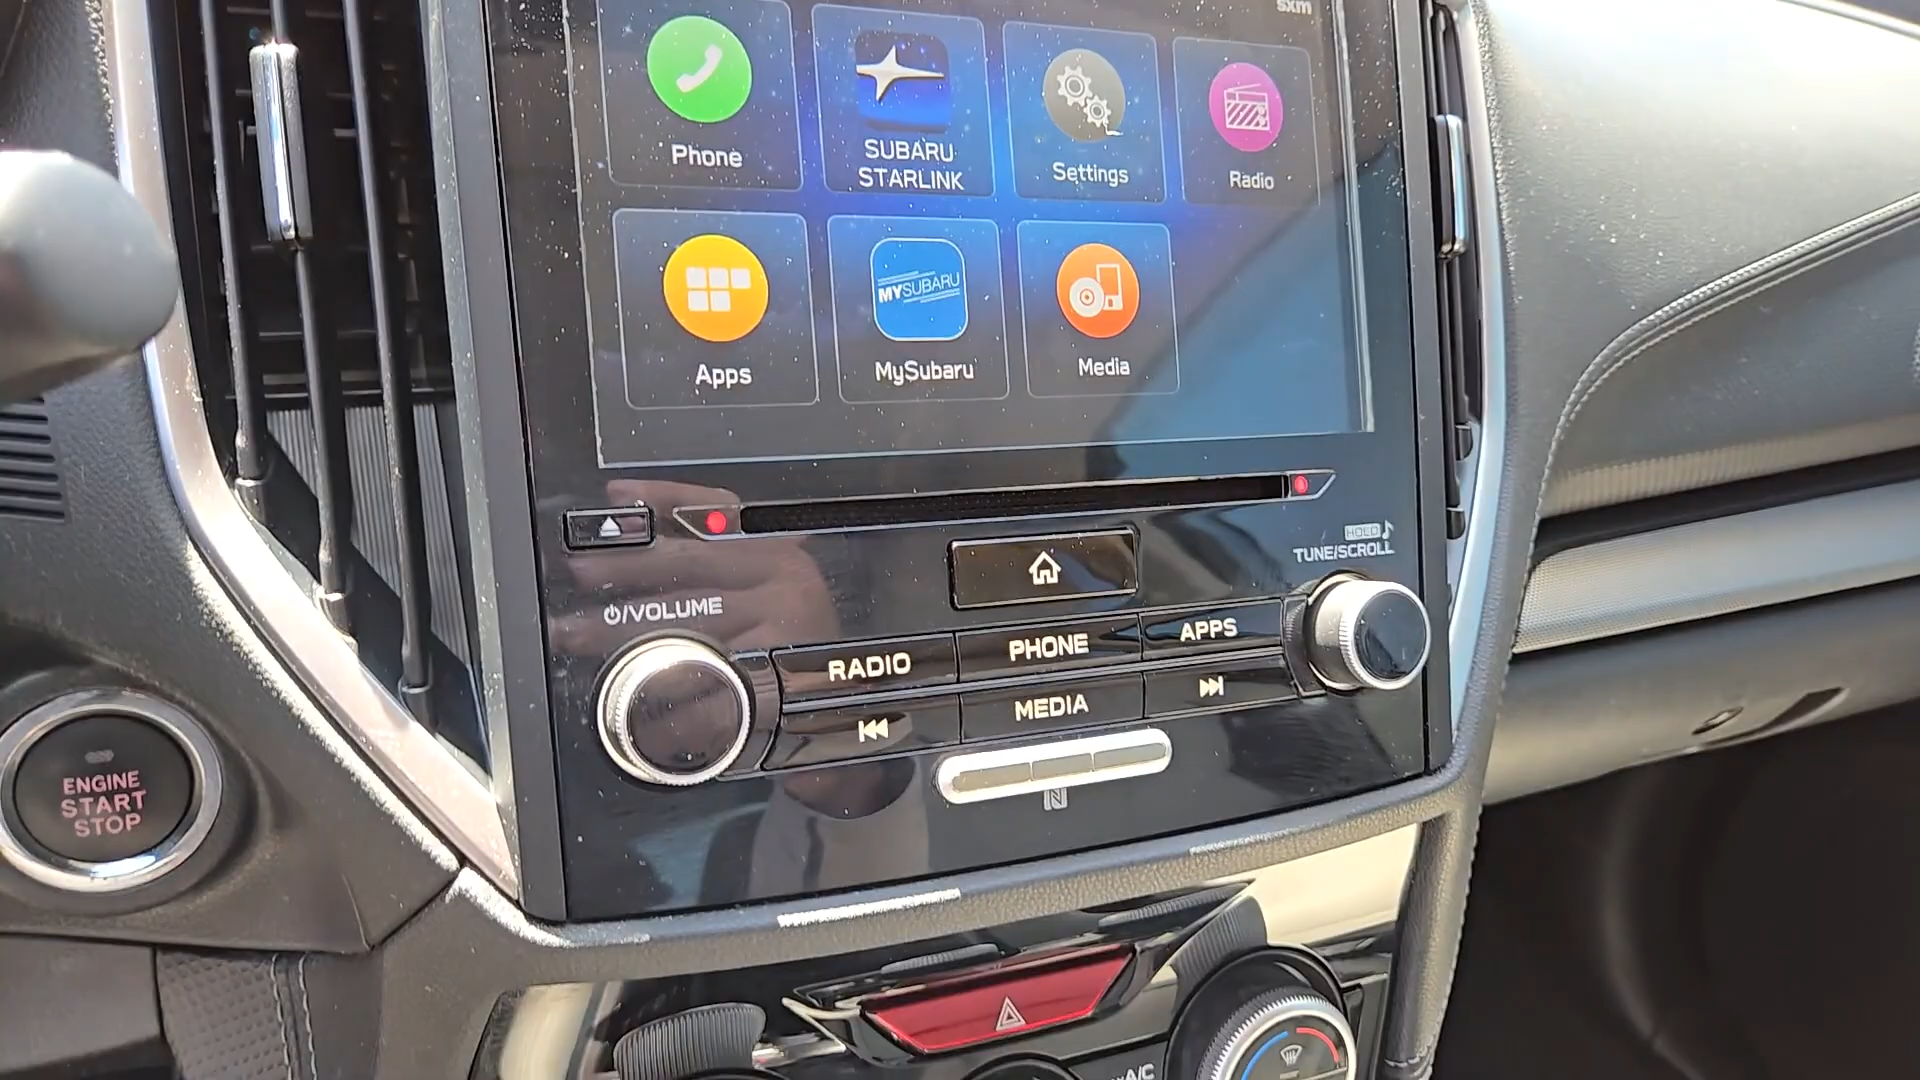 sxm
Phone
SUBARU
STARLINK
Settings
Radio
Apps
MYSUBARU
MySubaru
Media
HOLD
TUNE/SCROLL
/VOLUME
RADIO
PHONE
APPS
MEDIA
ENGINE
START
STOP
A/C